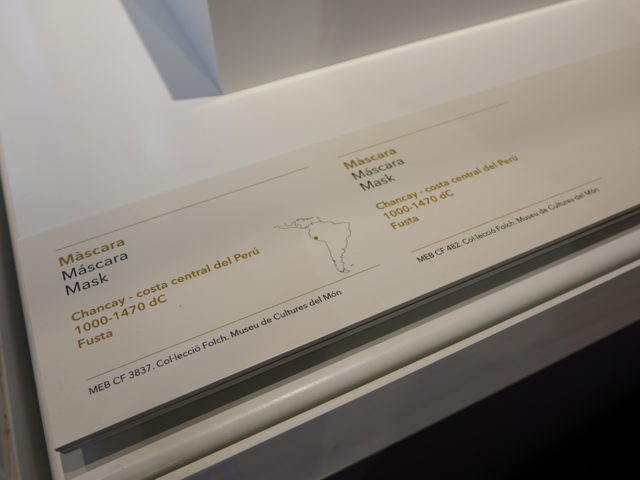 Màscara
Máscara
Mask
Chancay - costa central del Perú
1000-1470 dC
Fusta
MEB CF 3837. Col·lecció Folch. Museu de Cultures del Món
Màscara
Máscara
Mask
Chancay - costa central del Perú
1000-1470 dC
Fusta
MEB CF 482. Col·lecció Folch. Museu de Cultures del Món